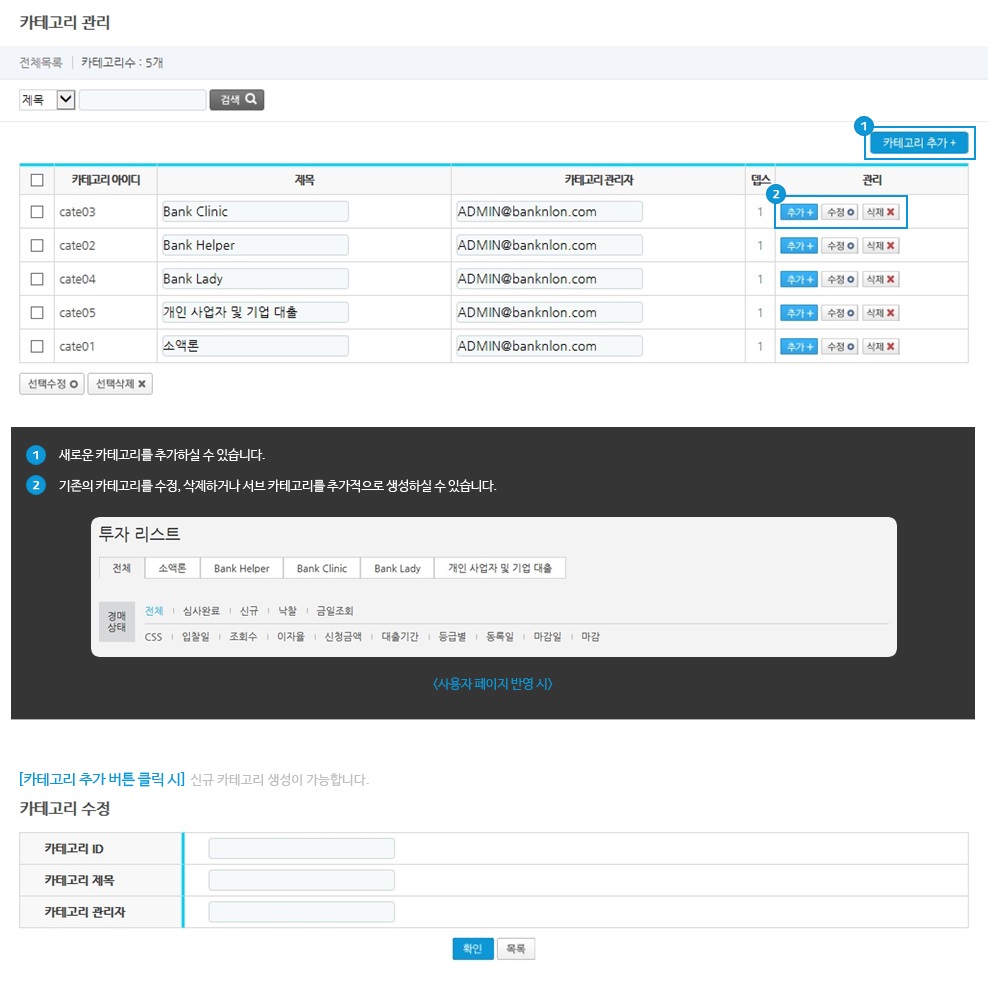 카테고리 관리
전체목록 | 카테고리수 : 5개
제목 검색
1
카테고리 추가 +
카테고리 아이디 제목 카테고리 관리자 뎁스 관리
2
cate03 Bank Clinic ADMIN@banknlon.com 1 추가 + 수정 삭제
cate02 Bank Helper ADMIN@banknlon.com 1 추가 + 수정 삭제
cate04 Bank Lady ADMIN@banknlon.com 1 추가 + 수정 삭제
cate05 개인 사업자 및 기업 대출 ADMIN@banknlon.com 1 추가 + 수정 삭제
cate01 소액론 ADMIN@banknlon.com 1 추가 + 수정 삭제
선택수정 선택삭제
1 새로운 카테고리를 추가하실 수 있습니다.
2 기존의 카테고리를 수정, 삭제하거나 서브 카테고리를 추가적으로 생성하실 수 있습니다.
투자 리스트
전체 소액론 Bank Helper Bank Clinic Bank Lady 개인 사업자 및 기업 대출
경매
상태
전체 심사완료 신규 낙찰 금일조회
CSS 입찰일 조회수 이자율 신청금액 대출기간 등급별 등록일 마감일 마감
〈사용자 페이지 반영 시〉
[카테고리 추가 버튼 클릭 시] 신규 카테고리 생성이 가능합니다.
카테고리 수정
카테고리 ID
카테고리 제목
카테고리 관리자
확인 목록